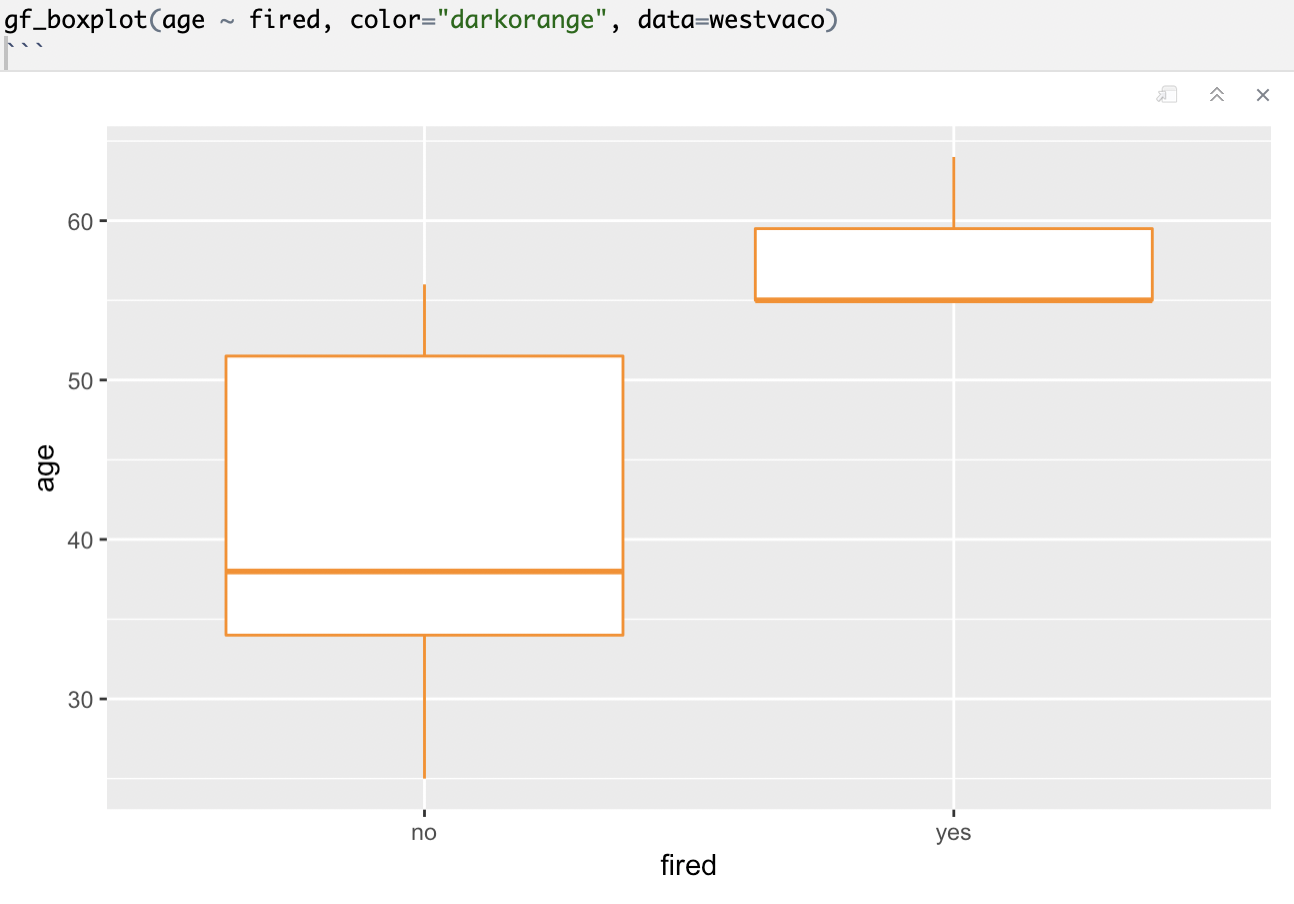 gf_boxplot(age ~ fired, color="darkorange", data=westvaco)
```
60
50
40
30
age
no yes
fired